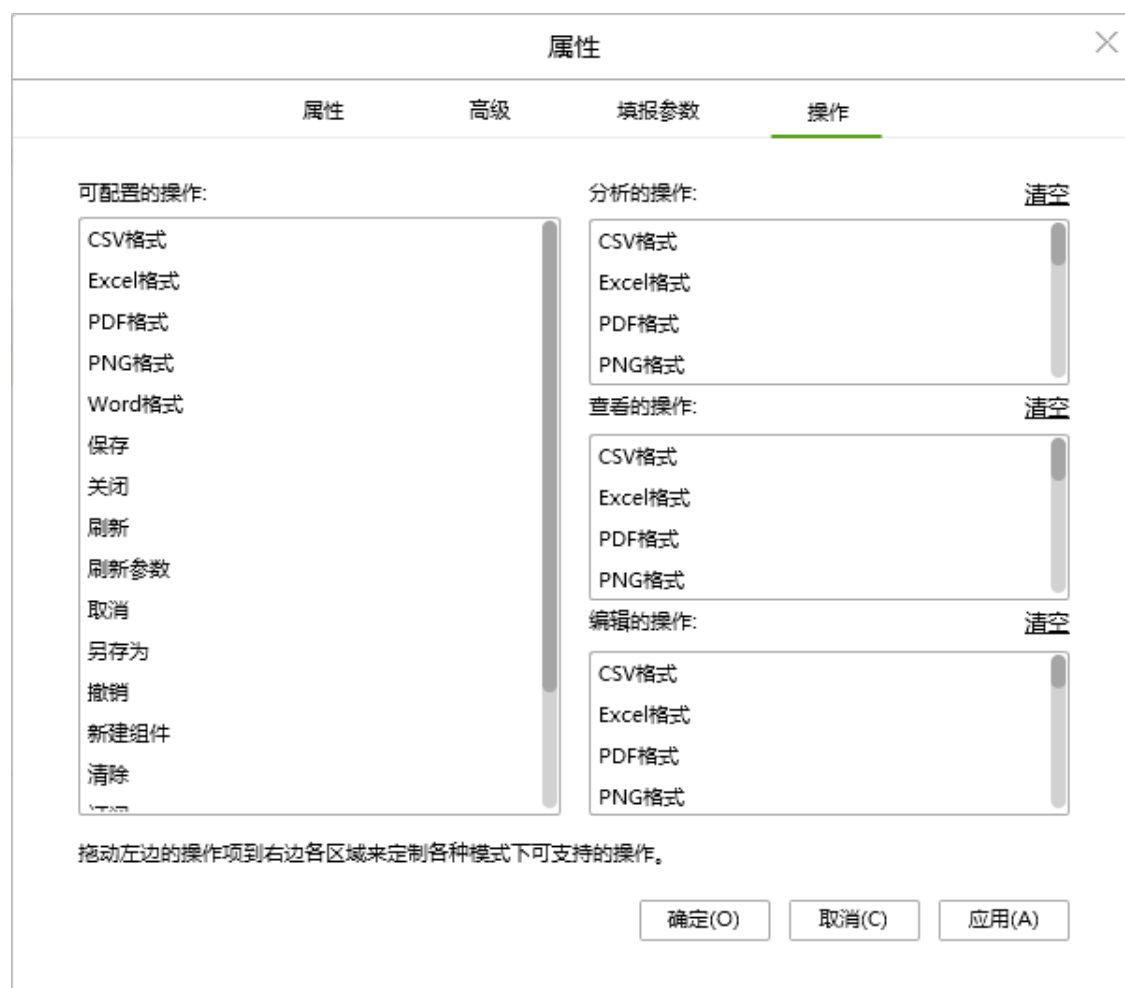 属性
属性 高级 填报参数 操作
可配置的操作:
CSV格式
Excel格式
PDF格式
PNG格式
Word格式
保存
关闭
刷新
刷新参数
取消
另存为
撤销
新建组件
清除
分析的操作: 清空
CSV格式
Excel格式
PDF格式
PNG格式
查看的操作: 清空
CSV格式
Excel格式
PDF格式
PNG格式
编辑的操作: 清空
CSV格式
Excel格式
PDF格式
PNG格式
拖动左边的操作项到右边各区域来定制各种模式下可支持的操作。
确定(O) 取消(C) 应用(A)